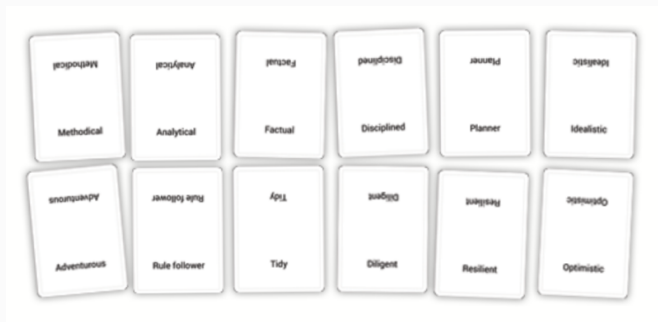 Methodical
Methodical
Analytical
Analytical
Factual
Factual
Disciplined
Disciplined
Planner
Planner
Idealistic
Idealistic
Adventurous
Adventurous
Rule follower
Rule follower
Tidy
Tidy
Diligent
Diligent
Resilient
Resilient
Optimistic
Optimistic